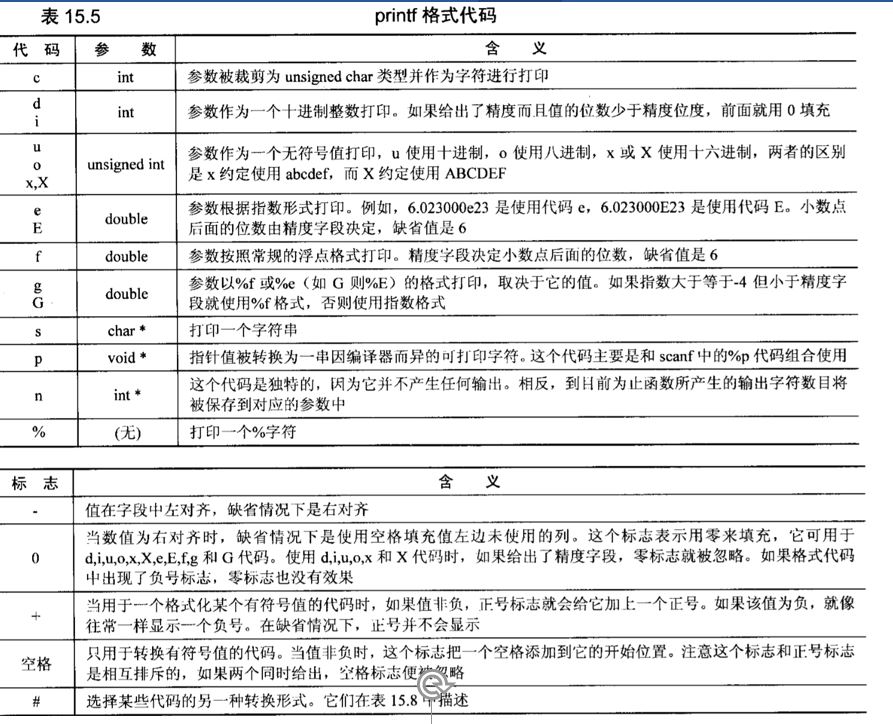 表 15.5 printf 格式代码
代 码 参 数 含 义
c int 参数被裁剪为 unsigned char 类型并作为字符进行打印
d
i int 参数作为一个十进制整数打印。如果给出了精度而且值的位数少于精度位度，前面就用 0 填充
u
o
x,X unsigned int 参数作为一个无符号值打印，u 使用十进制，o 使用八进制，x 或 X 使用十六进制，两者的区别
是 x 约定使用 abcdef，而 X 约定使用 ABCDEF
e
E double 参数根据指数形式打印。例如，6.023000e23 是使用代码 e，6.023000E23 是使用代码 E。小数点
后面的位数由精度字段决定，缺省值是 6
f double 参数按照常规的浮点格式打印。精度字段决定小数点后面的位数，缺省值是 6
g
G double 参数以%f 或%e（如 G 则%E）的格式打印，取决于它的值。如果指数大于等于-4 但小于精度字
段就使用%f 格式，否则使用指数格式
s char * 打印一个字符串
p void * 指针值被转换为一串因编译器而异的可打印字符。这个代码主要是和 scanf 中的%p 代码组合使用
n int * 这个代码是独特的，因为它并不产生任何输出。相反，到目前为止函数所产生的输出字符数目将
被保存到对应的参数中
% (无) 打印一个%字符
标 志 含 义
- 值在字段中左对齐，缺省情况下是右对齐
0 当数值为右对齐时，缺省情况下是使用空格填充值左边未使用的列。这个标志表示用零来填充，它可用于
d,i,u,o,x,X,e,E,f,g 和 G 代码。使用 d,i,u,o,x 和 X 代码时，如果给出了精度字段，零标志就被忽略。如果格式代码
中出现了负号标志，零标志也没有效果
+ 当用于一个格式化某个有符号值的代码时，如果值非负，正号标志就会给它加上一个正号。如果该值为负，就像
往常一样显示一个负号。在缺省情况下，正号并不会显示
空格 只用于转换有符号值的代码。当值非负时，这个标志把一个空格添加到它的开始位置。注意这个标志和正号标志
是相互排斥的，如果两个同时给出，空格标志便被忽略
# 选择某些代码的另一种转换形式。它们在表 15.8 中描述